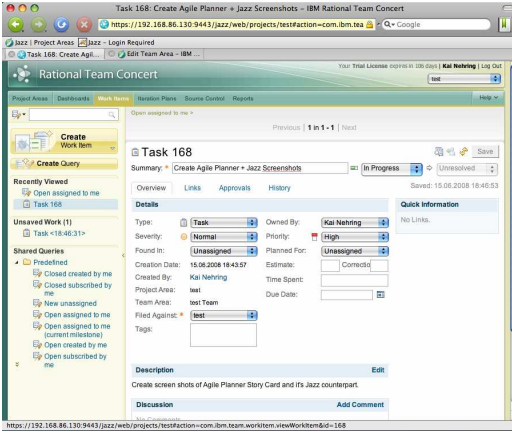 Task 168: Create Agile Planner + Jazz Screenshots – IBM Rational Team Concert
https://192.168.86.130:9443/jazz/web/projects/test#action=com.ibm.tea
Google
Jazz | Project Areas Jazz – Login Required
Task 168: Create Agil... Edit Team Area – IBM ...
Your Trial License expires in 106 days | Kai Nehring | Log Out
Rational Team Concert
test
Project Areas Dashboards Work Items Iteration Plans Source Control Reports Help
Open assigned to me >
Previous | 1 in 1 - 1 | Next
Create
Work Item
Create Query
Recently Viewed
Open assigned to me
Task 168
Unsaved Work (1)
Task <18:46:31>
Shared Queries
Predefined
Closed created by me
Closed subscribed by me
New unassigned
Open assigned to me
Open assigned to me (current milestone)
Open created by me
Open subscribed by me
Task 168
Save
Summary: * Create Agile Planner + Jazz Screenshots
In Progress
Unresolved
Overview Links Approvals History
Saved: 15.06.2008 18:46:53
Details
Type: Task
Severity: Normal
Found In: Unassigned
Creation Date: 15.06.2008 18:43:57
Created By: Kai Nehring
Project Area: test
Team Area: test Team
Filed Against: * test
Tags:
Owned By: Kai Nehring
Priority: High
Planned For: Unassigned
Estimate: Correctio
Time Spent:
Due Date:
Quick Information
No Links.
Description Edit
Create screen shots of Agile Planner Story Card and it's Jazz counterpart.
Discussion Add Comment
No Comments
https://192.168.86.130:9443/jazz/web/projects/test#action=com.ibm.team.workitem.viewWorkItem&id=168